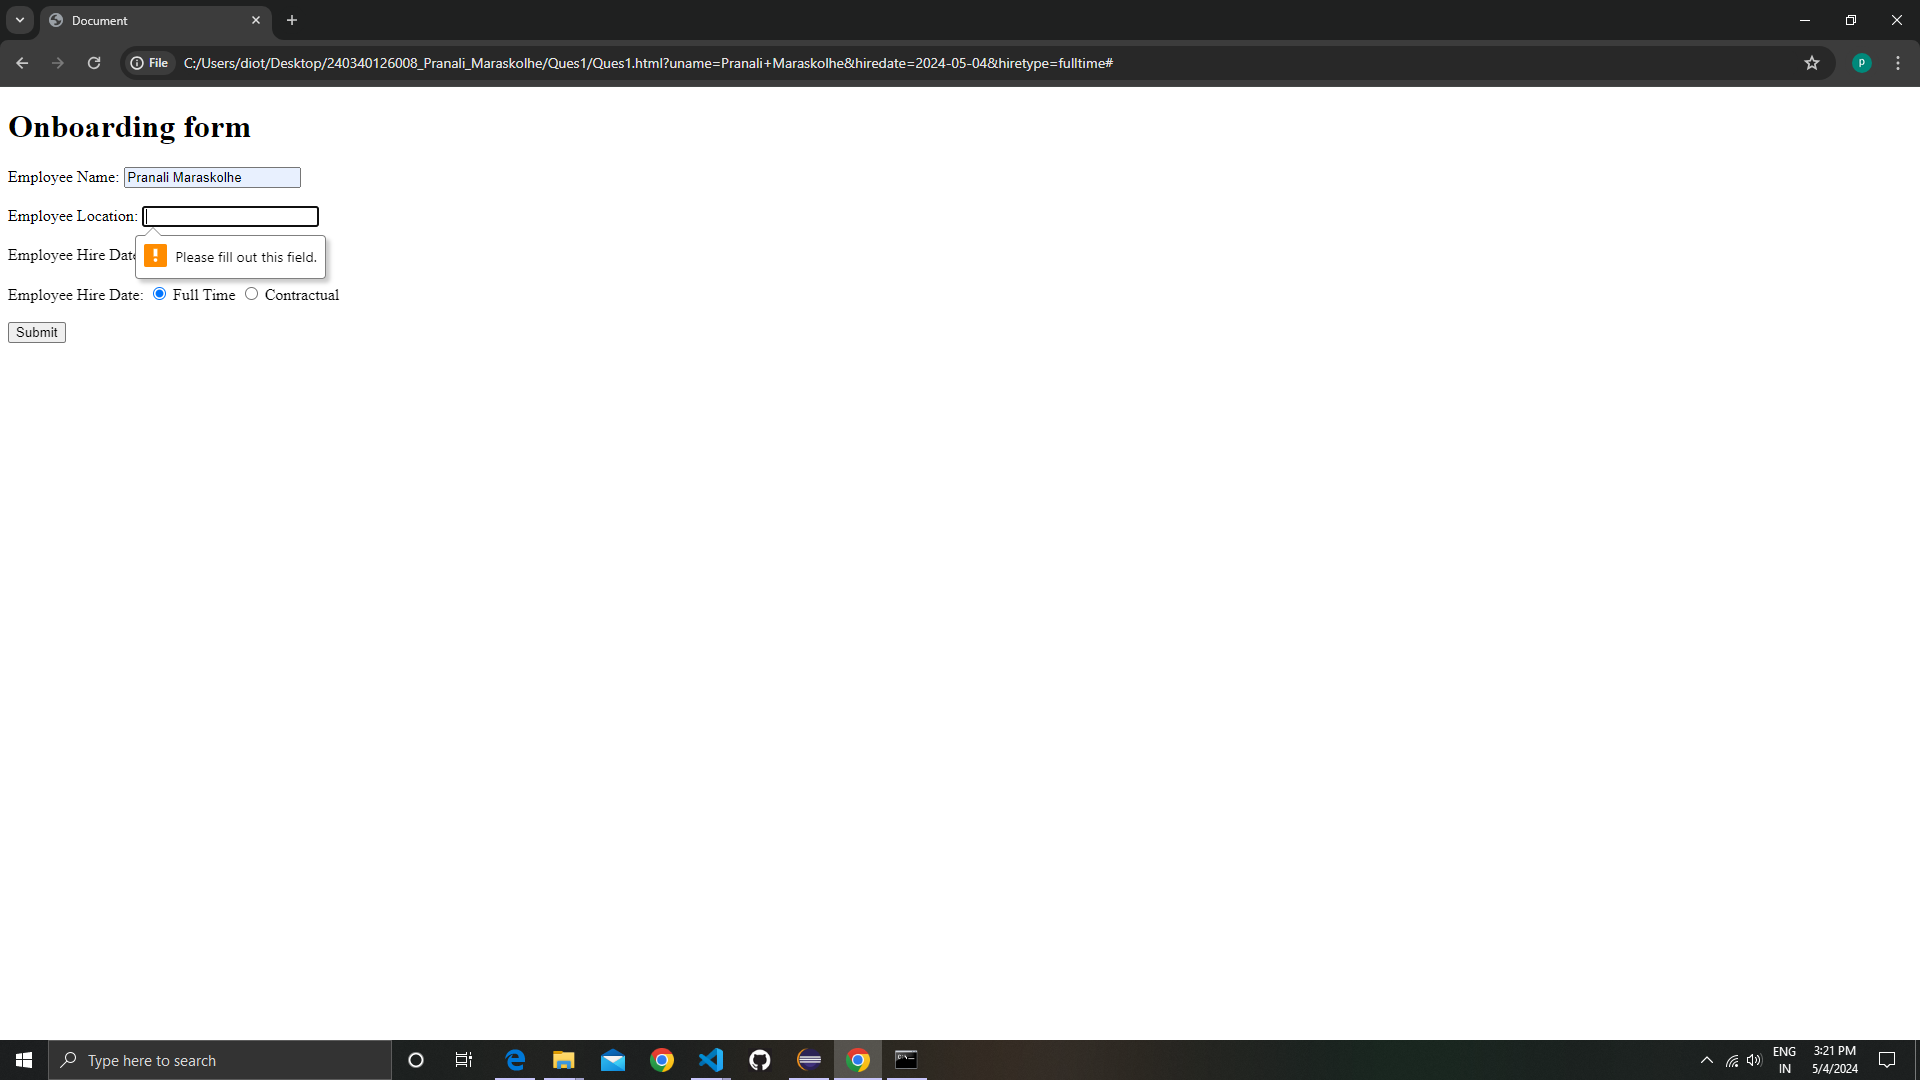 Document
File
C:/Users/diot/Desktop/240340126008_Pranali_Maraskolhe/Ques1/Ques1.html?uname=Pranali+Maraskolhe&hiredate=2024-05-04&hiretype=fulltime#
P
Onboarding form
Employee Name: Pranali Maraskolhe
Employee Location:
Employee Hire Date
Please fill out this field.
Employee Hire Date: Full Time Contractual
Submit
Type here to search
ENG
IN
3:21 PM
5/4/2024